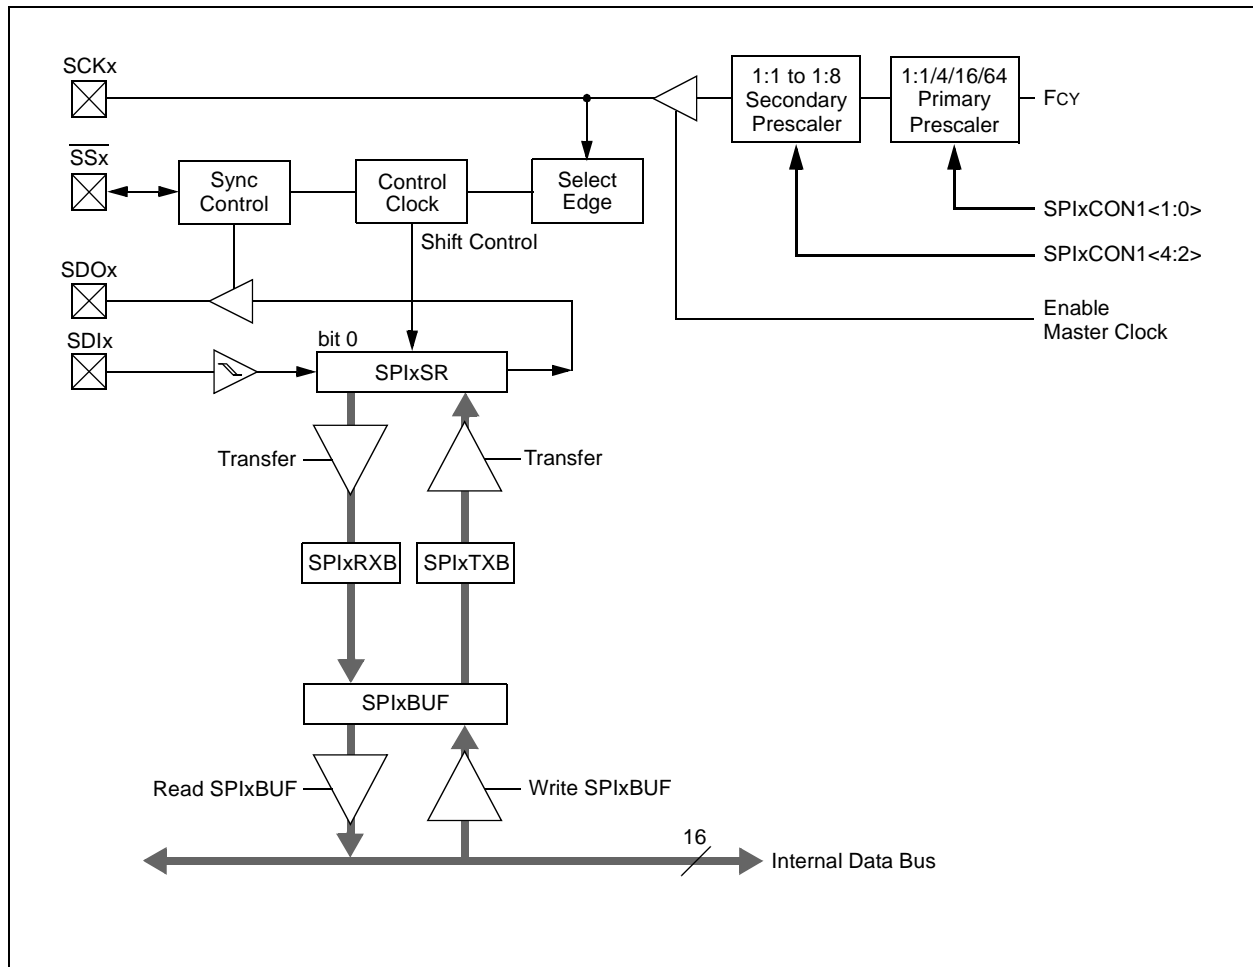 SCKx
1:1 to 1:8
Secondary
Prescaler
1:1/4/16/64
Primary
Prescaler
FCY
SSx
Sync
Control
Control
Clock
Select
Edge
SPIxCON1<1:0>
Shift Control
SPIxCON1<4:2>
SDOx
Enable
Master Clock
SDIx
bit 0
SPIxSR
Transfer
Transfer
SPIxRXB
SPIxTXB
SPIxBUF
Read SPIxBUF
Write SPIxBUF
16
Internal Data Bus